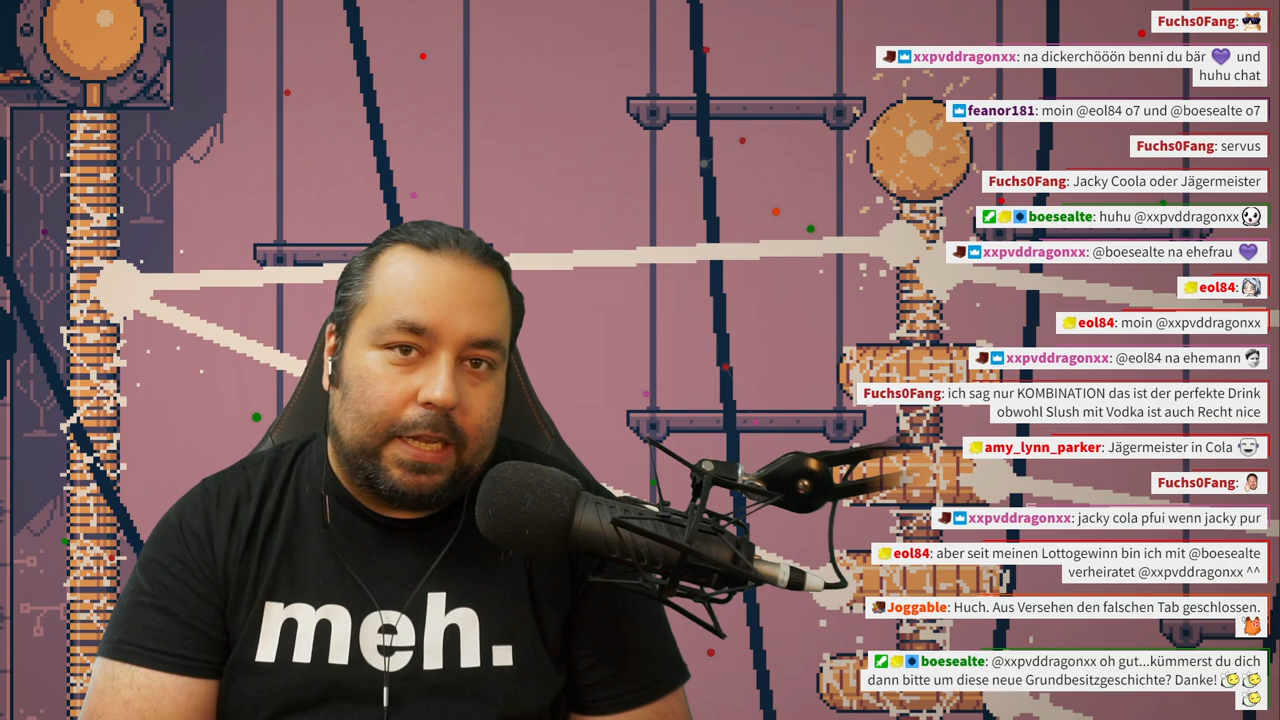 Fuchs0Fang:
xxpvddragonxx: na dickerchööön benni du bär 💜 und
huhu chat
feanor181: moin @eol84 o7 und @boesealte o7
Fuchs0Fang: servus
Fuchs0Fang: Jacky Coola oder Jägermeister
boesealte: huhu @xxpvddragonxx
xxpvddragonxx: @boesealte na ehefrau 💜
eol84:
eol84: moin @xxpvddragonxx
xxpvddragonxx: @eol84 na ehemann
Fuchs0Fang: ich sag nur KOMBINATION das ist der perfekte Drink
obwohl Slush mit Vodka ist auch Recht nice
amy_lynn_parker: Jägermeister in Cola
Fuchs0Fang:
xxpvddragonxx: jacky cola pfui wenn jacky pur
eol84: aber seit meinen Lottogewinn bin ich mit @boesealte
verheiratet @xxpvddragonxx ^^
Joggable: Huch. Aus Versehen den falschen Tab geschlossen.
boesealte: @xxpvddragonxx oh gut...kümmerst du dich
dann bitte um diese neue Grundbesitzgeschichte? Danke!
meh.